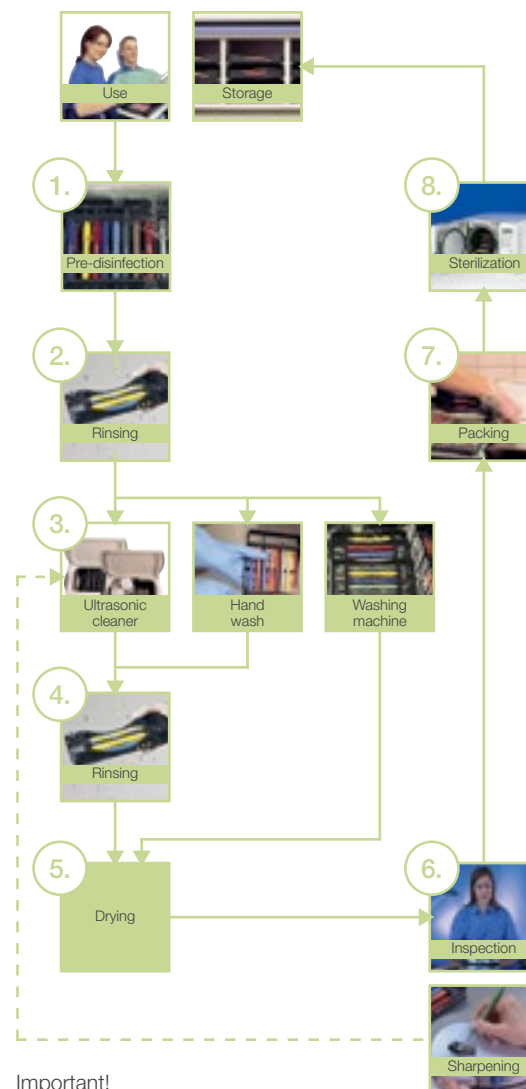 Use
Storage
1.
Pre-disinfection
8.
Sterilization
2.
Rinsing
7.
Packing
3.
Ultrasonic
cleaner
Hand
wash
Washing
machine
4.
Rinsing
5.
Drying
6.
Inspection
Sharpening
Important!